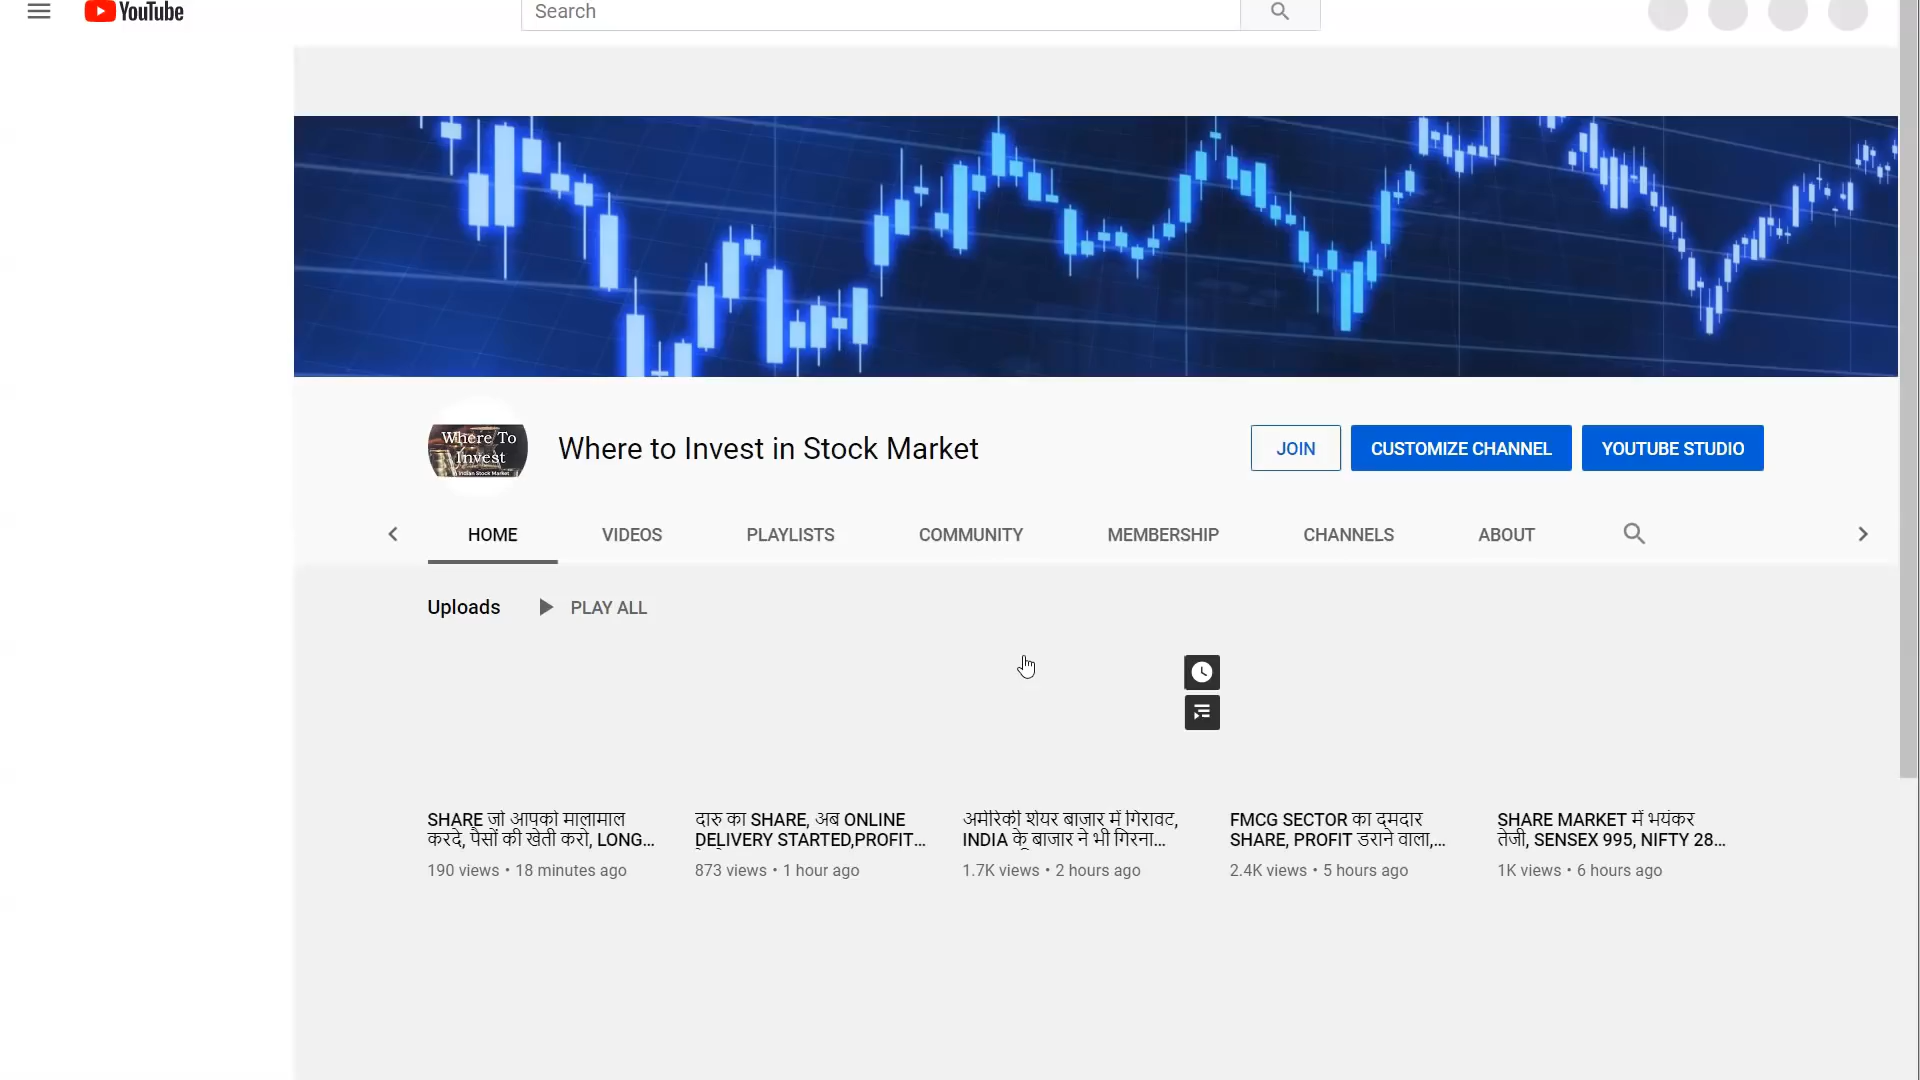 YouTube
Search
Where To
Invest
in Indian Stock Market
Where to Invest in Stock Market
JOIN
CUSTOMIZE CHANNEL
YOUTUBE STUDIO
HOME
VIDEOS
PLAYLISTS
COMMUNITY
MEMBERSHIP
CHANNELS
ABOUT
Uploads
PLAY ALL
SHARE जो आपको मालामाल
करदे, पैसों की खेती करो, LONG...
190 views • 18 minutes ago
दारु का SHARE, अब ONLINE
DELIVERY STARTED,PROFIT...
873 views • 1 hour ago
अमेरिकी शेयर बाजार में गिरावट,
INDIA के बाजार ने भी गिरना...
1.7K views • 2 hours ago
FMCG SECTOR का दमदार
SHARE, PROFIT डराने वाला,...
2.4K views • 5 hours ago
SHARE MARKET में भयंकर
तेजी, SENSEX 995, NIFTY 28...
1K views • 6 hours ago